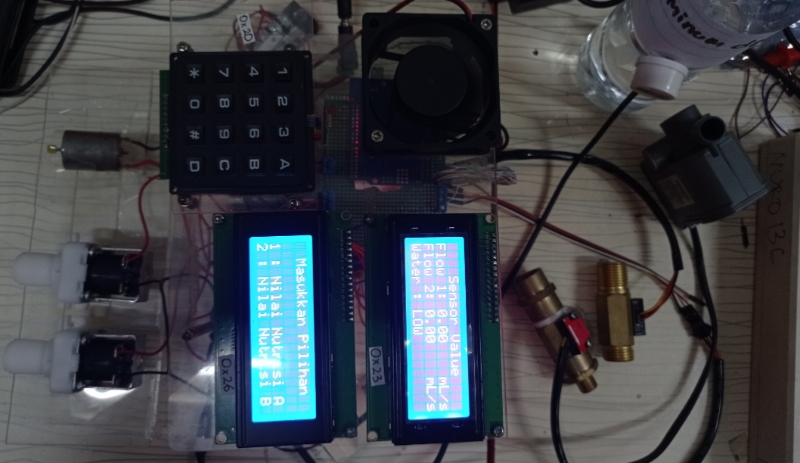 0x20
1 2 3 A
4 5 6 B
7 8 9 C
* 0 # D
Sensor Value
Flow 1: 0.00 mL/s
Flow 2: 0.00 mL/s
Water : LOW
0x23
Masukkan Pilihan
1 : Nilai Nutrisi A
2 : Nilai Nutrisi B
0x26